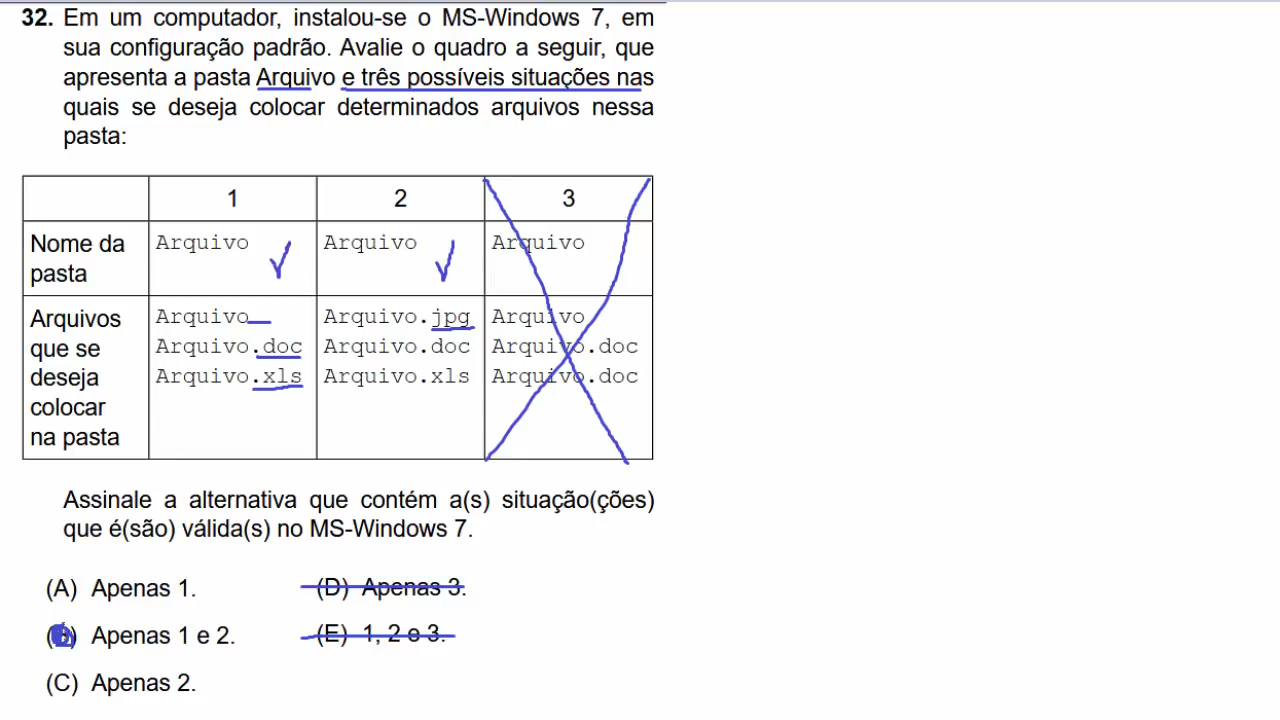 32. Em um computador, instalou-se o MS-Windows 7, em
sua configuração padrão. Avalie o quadro a seguir, que
apresenta a pasta Arquivo e três possíveis situações nas
quais se deseja colocar determinados arquivos nessa
pasta:
1 2 3
Nome da pasta Arquivo Arquivo Arquivo
Arquivos Arquivo Arquivo.jpg Arquivo
que se Arquivo.doc Arquivo.doc Arquivo.doc
deseja Arquivo.xls Arquivo.xls Arquivo.doc
colocar
na pasta
Assinale a alternativa que contém a(s) situação(ções)
que é(são) válida(s) no MS-Windows 7.
(A) Apenas 1. (D) Apenas 3.
(B) Apenas 1 e 2. (E) 1, 2 e 3.
(C) Apenas 2.